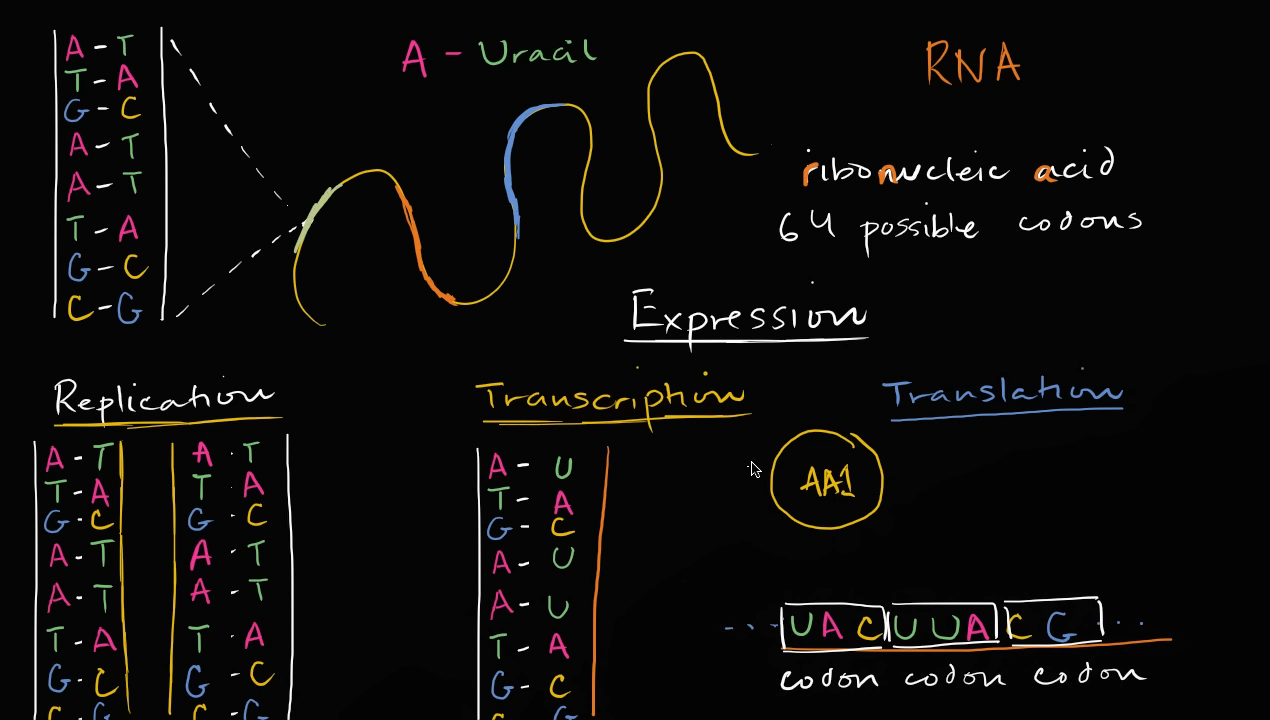 A - T
T - A
G - C
A - T
A - T
T - A
G - C
C - G
A - Uracil
RNA
ribonucleic acid
64 possible codons
Expression
Replication
A - T
T - A
G - C
A - T
A - T
T - A
G - C
C - G
A - T
T - A
G - C
A - T
A - T
T - A
G - C
C - G
Transcription
A - U
T - A
G - C
A - U
A - U
T - A
G - C
C - G
Translation
AA1
... UAC UUA CG ...
codon codon codon